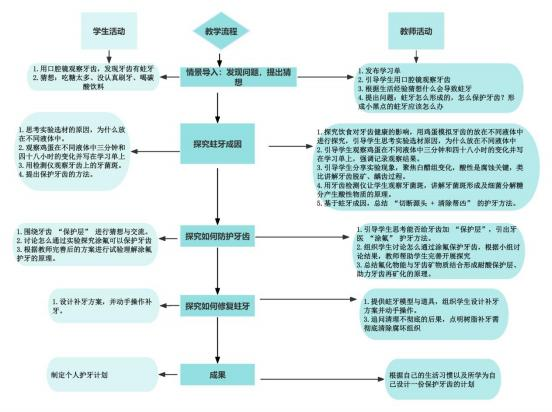 学生活动
教学流程
教师活动
1. 用口腔镜观察牙齿，发现牙齿有蛀牙
2. 猜想：吃糖太多、没认真刷牙、喝碳
酸饮料
情景导入：发现问题，提出猜
想
1. 发布学习单
2. 引导学生用口腔镜观察牙齿
3. 根据生活经验猜想什么会导致蛀牙
4. 提出问题：蛀牙怎么形成的，怎么保护牙齿？形
成小黑点的蛀牙应该怎么办
1. 思考实验选材的原因，为什么放
在不同液体中。
2. 观察鸡蛋在不同液体中三分钟和
四十八小时的变化并写在学习单上
3. 用检测仪观察牙齿上的牙菌斑。
4. 提出保护牙齿的方法。
探究蛀牙成因
1. 探究饮食对牙齿健康的影响，用鸡蛋模拟牙齿的放在不同液体中
进行探究，引导学生思考实验选材的原因，为什么放在不同液体中
2. 引导学生观察鸡蛋在不同液体中三分钟和四十八小时的变化并写
在学习单上，强调记录观察结果。
3. 引导学生分享实验现象，聚焦白醋组变化，酸性是腐蚀关键，类
比讲解牙齿脱矿、龋齿过程。
4. 用牙齿检测仪让学生观察牙菌斑，讲解牙菌斑形成及细菌分解糖
分产生酸性物质的原理。
5. 基于蛀牙成因，总结 “切断源头 + 清除帮凶” 的护牙方法。
1. 围绕牙齿 “保护层” 进行猜想与交流。
2. 讨论怎么通过实验探究涂氟可以保护牙齿
3. 根据教师完善后的方案进行试验理解涂氟
护牙的原理。
探究如何防护牙齿
1. 引导学生思考能否给牙齿加 “保护层”，引出牙
医 “涂氟” 护牙方法。
2. 组织学生讨论怎么通过涂氟保护牙齿，根据小组讨
论结果，教师帮助学生完善开展探究
3. 总结氟化物能与牙齿矿物质结合形成耐酸保护层、
助力牙齿再矿化的原理。
1. 设计补牙方案，并动手操作补
牙。
探究如何修复蛀牙
1. 提供蛀牙模型与道具，组织学生设计补牙
方案并动手操作。
3. 追问清理不彻底的后果，点明树脂补牙需
彻底清除腐坏组织
制定个人护牙计划
成果
根据自己的生活习惯以及所学为自
己设计一份保护牙齿的计划